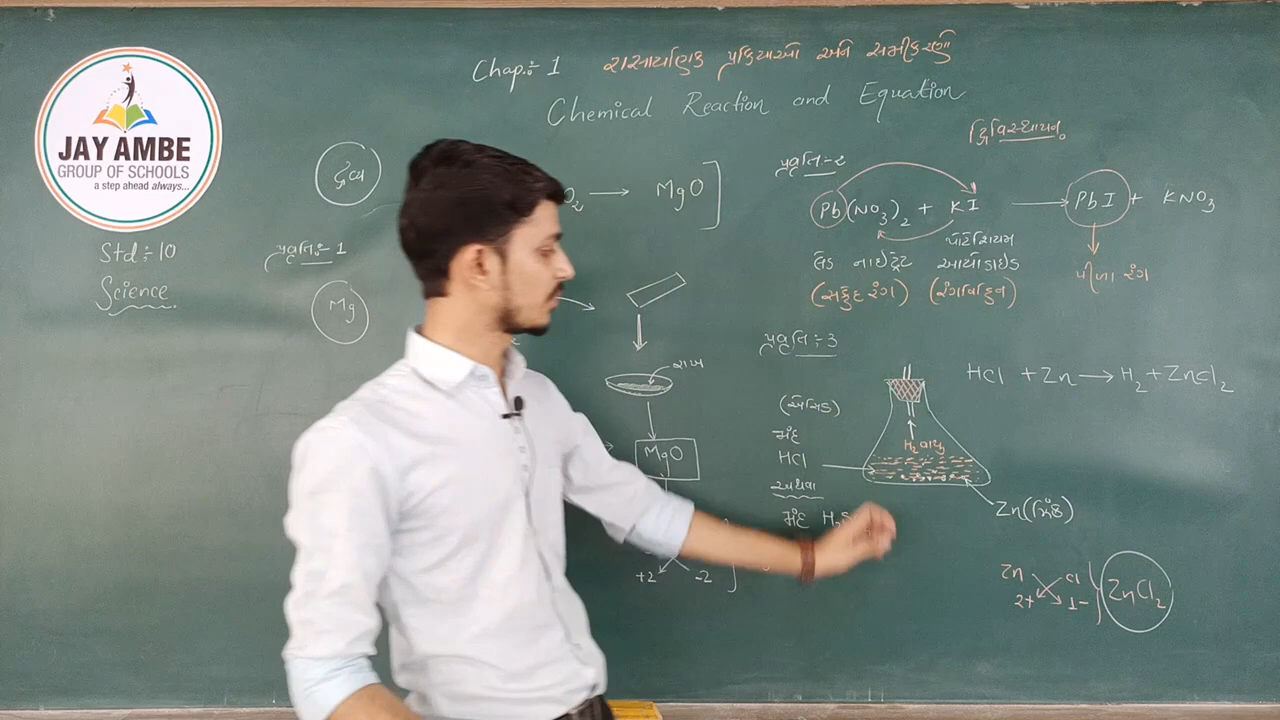 JAY AMBE
GROUP OF SCHOOLS
a step ahead always...
Std÷10
Science
Chap.÷1 રાસાયણિક પ્રક્રિયાઓ અને સમીકરણો
Chemical Reaction and Equation
દ્રવ્ય
પ્રવૃત્તિ÷1
Mg
O₂ ⟶ MgO
રાખ
MgO
+2 -2
દ્વિવિસ્થાપન
પ્રવૃત્તિ÷૨
Pb(NO₃)₂ + KI ⟶ PbI + KNO₃
લેડ નાઈટ્રેટ
પોટેશિયમ
આયોડાઈડ
(સફેદ રંગ) (રંગવિહીન)
પીળા રંગ
પ્રવૃત્તિ÷3
HCl + Zn ⟶ H₂ + ZnCl₂
(એસિડ)
મંદ
HCl
અથવા
મંદ
H₂ વાયુ
Zn(ઝિંક)
Zn Cl
2+ 1-
ZnCl₂